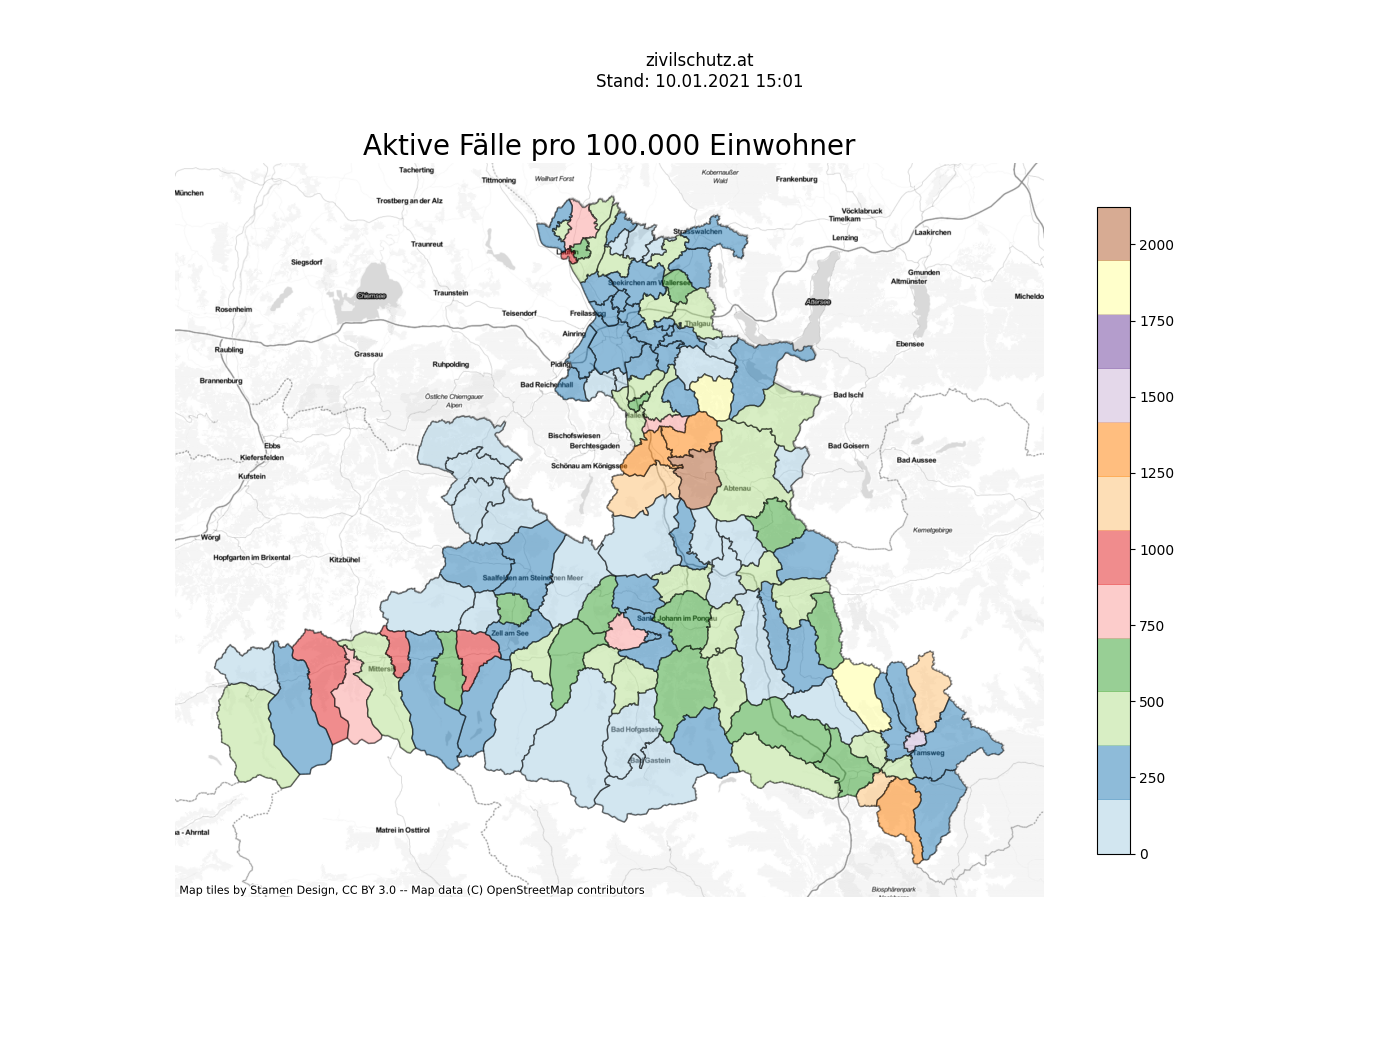 zivilschutz.at
Stand: 10.01.2021 15:01
Aktive Fälle pro 100.000 Einwohner
Tacherting
Tittmoning
Weilhart Forst
Kobernaußer
Wald
Frankenburg
München
Trostberg an der Alz
Vöcklabruck
Timelkam
Laakirchen
Strasswalchen
Lenzing
Traunreut
Siegsdorf
Gmunden
Altmünster
Seekirchen am Wallersee
Chiemsee
Traunstein
Attersee
Micheldo
Rosenheim
Teisendorf
Freilassing
Thalgau
Ainring
Ebensee
Raubling
Grassau
Ruhpolding
Piding
Brannenburg
Bad Reichenhall
Östliche Chiemgauer
Alpen
Bad Ischl
Hallein
Bischofswiesen
Berchtesgaden
Ebbs
Kiefersfelden
Bad Goisern
Bad Aussee
Schönau am Königssee
Kufstein
Abtenau
Kemetgebirge
Wörgl
Hopfgarten im Brixental
Kitzbühel
Saalfelden am Steinernen Meer
Sankt Johann im Pongau
Zell am See
Mittersill
Bad Hofgastein
Bad Gastein
Tamsweg
a - Ahrntal
Matrei in Osttirol
Biosphärenpark
Map tiles by Stamen Design, CC BY 3.0 -- Map data (C) OpenStreetMap contributors
2000
1750
1500
1250
1000
750
500
250
0